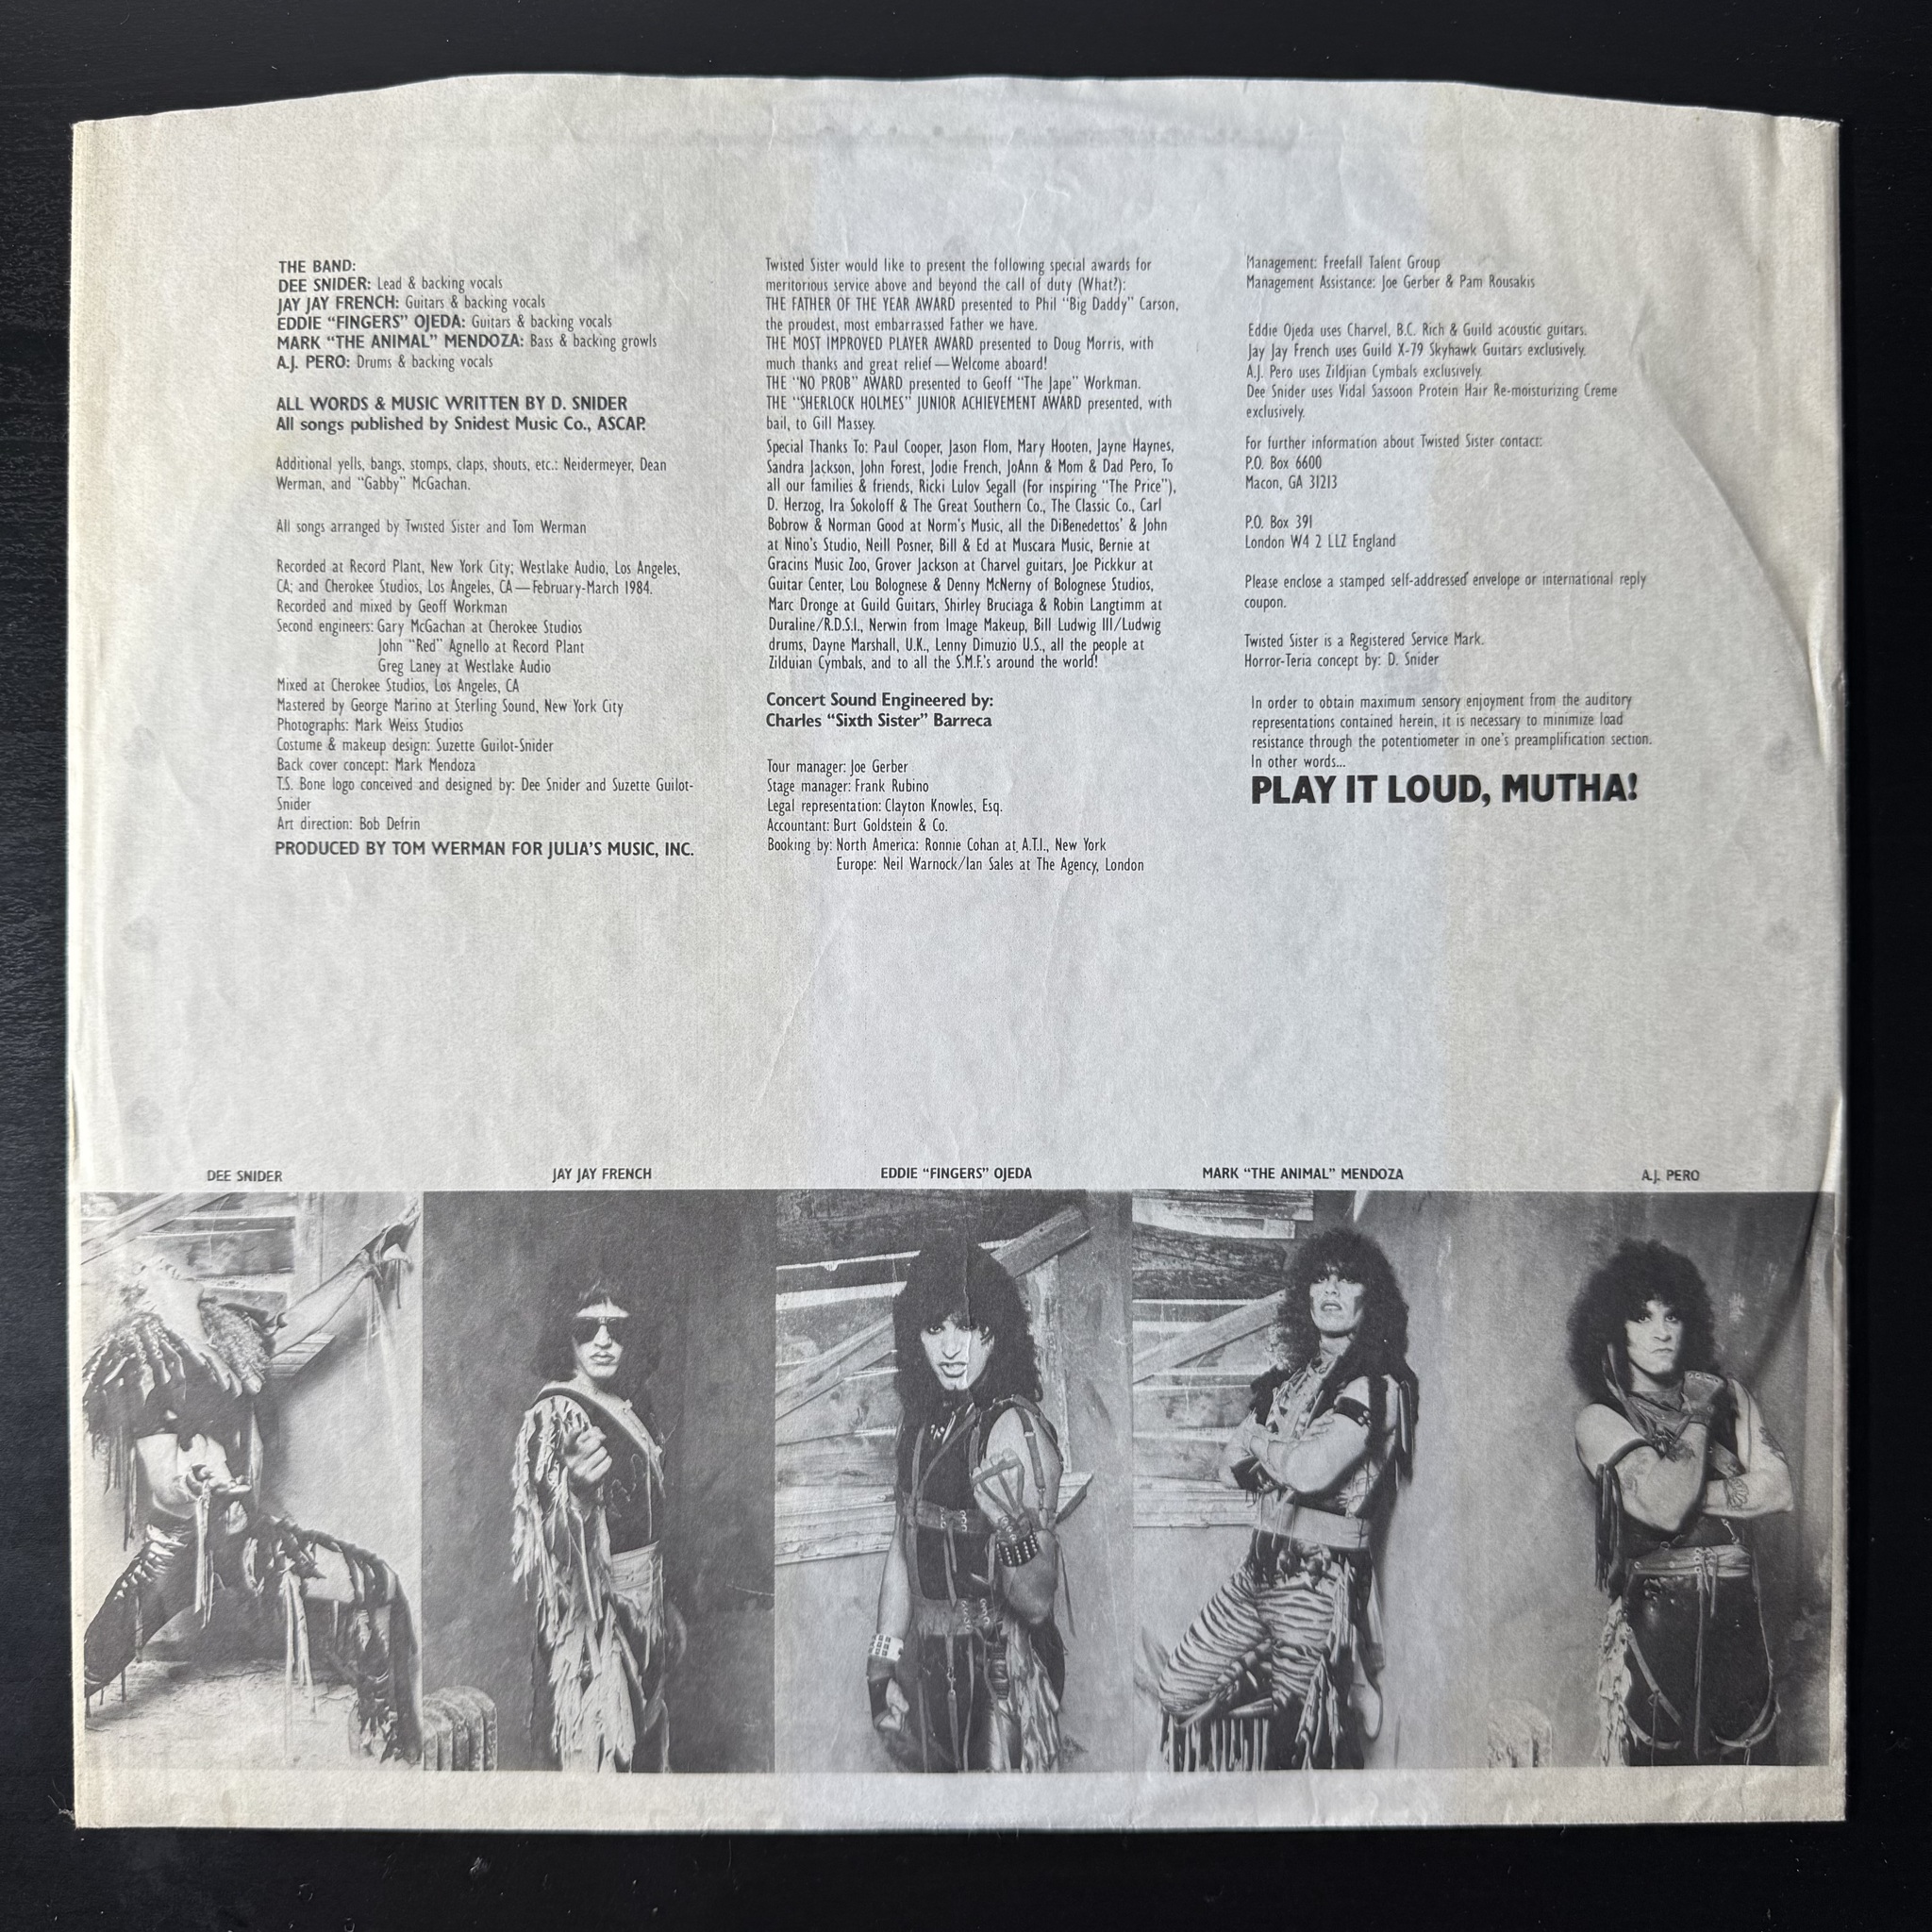 THE BAND:
DEE SNIDER: Lead & backing vocals
JAY JAY FRENCH: Guitars & backing vocals
EDDIE “FINGERS” OJEDA: Guitars & backing vocals
MARK “THE ANIMAL” MENDOZA: Bass & backing growls
A.J. PERO: Drums & backing vocals
ALL WORDS & MUSIC WRITTEN BY D. SNIDER
All songs published by Snidest Music Co., ASCAP.
Additional yells, bangs, stomps, claps, shouts, etc.: Neidermeyer, Dean
Werman, and “Gabby” McGachan.
All songs arranged by Twisted Sister and Tom Werman
Recorded at Record Plant, New York City; Westlake Audio, Los Angeles,
CA; and Cherokee Studios, Los Angeles, CA—February-March 1984.
Recorded and mixed by Geoff Workman
Second engineers: Gary McGachan at Cherokee Studios
John “Red” Agnello at Record Plant
Greg Laney at Westlake Audio
Mixed at Cherokee Studios, Los Angeles, CA
Mastered by George Marino at Sterling Sound, New York City
Photographs: Mark Weiss Studios
Costume & makeup design: Suzette Guilot-Snider
Back cover concept: Mark Mendoza
T.S. Bone logo conceived and designed by: Dee Snider and Suzette Guilot-
Snider
Art direction: Bob Defrin
PRODUCED BY TOM WERMAN FOR JULIA’S MUSIC, INC.
Twisted Sister would like to present the following special awards for
meritorious service above and beyond the call of duty (What?):
THE FATHER OF THE YEAR AWARD presented to Phil “Big Daddy” Carson,
the proudest, most embarrassed Father we have.
THE MOST IMPROVED PLAYER AWARD presented to Doug Morris, with
much thanks and great relief—Welcome aboard!
THE “NO PROB” AWARD presented to Geoff “The Jape” Workman.
THE “SHERLOCK HOLMES” JUNIOR ACHIEVEMENT AWARD presented, with
bail, to Gill Massey.
Special Thanks To: Paul Cooper, Jason Flom, Mary Hooten, Jayne Haynes,
Sandra Jackson, John Forest, Jodie French, JoAnn & Mom & Dad Pero, To
all our families & friends, Ricki Lulov Segall (For inspiring “The Price”),
D. Herzog, Ira Sokoloff & The Great Southern Co., The Classic Co., Carl
Bobrow & Norman Good at Norm’s Music, all the DiBenedettos’ & John
at Nino’s Studio, Neill Posner, Bill & Ed at Muscara Music, Bernie at
Gracins Music Zoo, Grover Jackson at Charvel guitars, Joe Pickkur at
Guitar Center, Lou Bolognese & Denny McNerny of Bolognese Studios,
Marc Dronge at Guild Guitars, Shirley Bruciaga & Robin Langtimm at
Duraline/R.D.S.I., Nerwin from Image Makeup, Bill Ludwig III/Ludwig
drums, Dayne Marshall, U.K., Lenny Dimuzio U.S., all the people at
Zilduian Cymbals, and to all the S.M.F.’s around the world!
Concert Sound Engineered by:
Charles “Sixth Sister” Barreca
Tour manager: Joe Gerber
Stage manager: Frank Rubino
Legal representation: Clayton Knowles, Esq.
Accountant: Burt Goldstein & Co.
Booking by: North America: Ronnie Cohan at A.T.I., New York
Europe: Neil Warnock/Ian Sales at The Agency, London
Management: Freefall Talent Group
Management Assistance: Joe Gerber & Pam Rousakis
Eddie Ojeda uses Charvel, B.C. Rich & Guild acoustic guitars.
Jay Jay French uses Guild X-79 Skyhawk Guitars exclusively.
A.J. Pero uses Zildjian Cymbals exclusively.
Dee Snider uses Vidal Sassoon Protein Hair Re-moisturizing Creme
exclusively.
For further information about Twisted Sister contact:
P.O. Box 6600
Macon, GA 31213
P.O. Box 391
London W4 2 LLZ England
Please enclose a stamped self-addressed envelope or international reply
coupon.
Twisted Sister is a Registered Service Mark.
Horror-Teria concept by: D. Snider
In order to obtain maximum sensory enjoyment from the auditory
representations contained herein, it is necessary to minimize load
resistance through the potentiometer in one’s preamplification section.
In other words...
PLAY IT LOUD, MUTHA!
DEE SNIDER
JAY JAY FRENCH
EDDIE “FINGERS” OJEDA
MARK “THE ANIMAL” MENDOZA
A.J. PERO